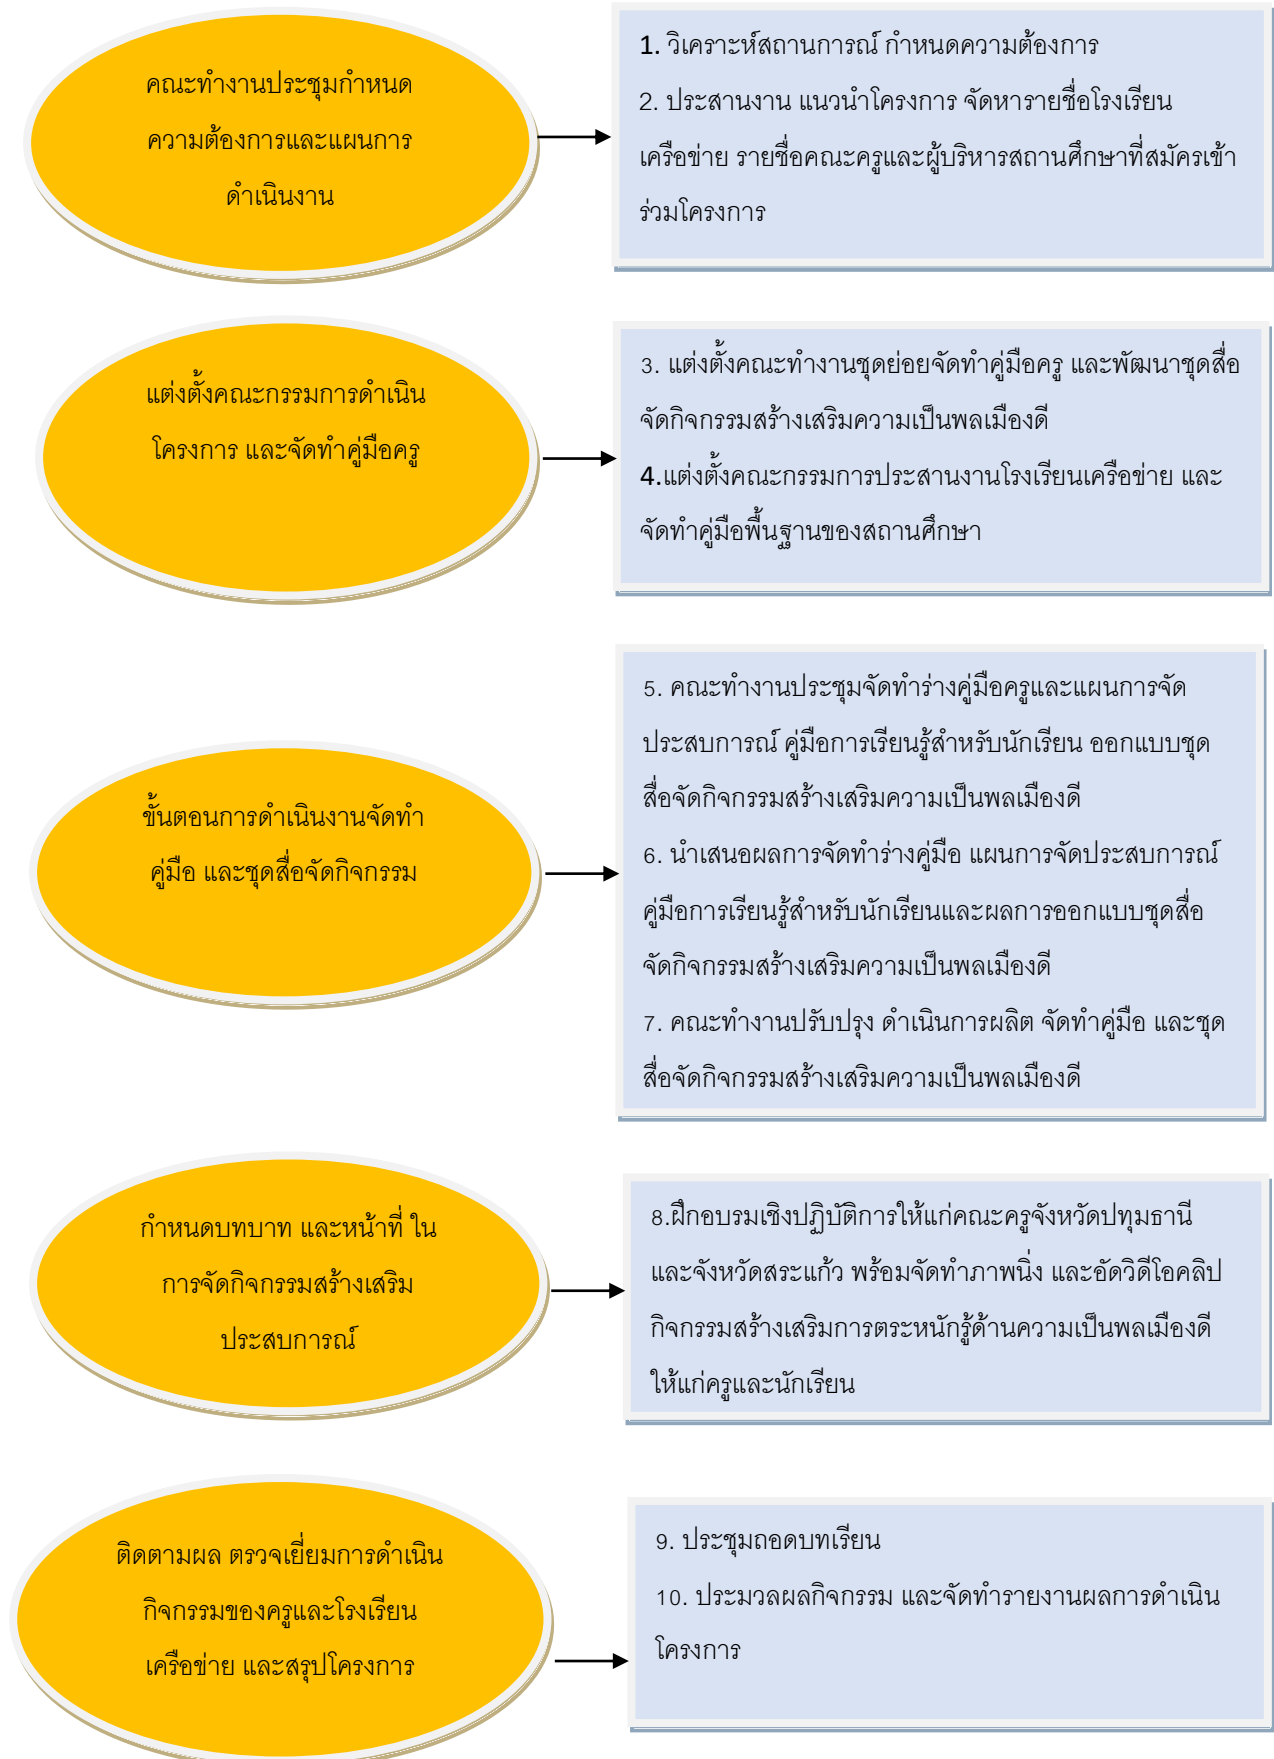 คณะทำงานประชุมกำหนด
ความต้องการและแผนการ
ดำเนินงาน
1. วิเคราะห์สถานการณ์ กำหนดความต้องการ
2. ประสานงาน แนวนำโครงการ จัดหารายชื่อโรงเรียน
เครือข่าย รายชื่อคณะครูและผู้บริหารสถานศึกษาที่สมัครเข้า
ร่วมโครงการ
แต่งตั้งคณะกรรมการดำเนิน
โครงการ และจัดทำคู่มือครู
3. แต่งตั้งคณะทำงานชุดย่อยจัดทำคู่มือครู และพัฒนาชุดสื่อ
จัดกิจกรรมสร้างเสริมความเป็นพลเมืองดี
4.แต่งตั้งคณะกรรมการประสานงานโรงเรียนเครือข่าย และ
จัดทำคู่มือพื้นฐานของสถานศึกษา
ขั้นตอนการดำเนินงานจัดทำ
คู่มือ และชุดสื่อจัดกิจกรรม
5. คณะทำงานประชุมจัดทำร่างคู่มือครูและแผนการจัด
ประสบการณ์ คู่มือการเรียนรู้สำหรับนักเรียน ออกแบบชุด
สื่อจัดกิจกรรมสร้างเสริมความเป็นพลเมืองดี
6. นำเสนอผลการจัดทำร่างคู่มือ แผนการจัดประสบการณ์
คู่มือการเรียนรู้สำหรับนักเรียนและผลการออกแบบชุดสื่อ
จัดกิจกรรมสร้างเสริมความเป็นพลเมืองดี
7. คณะทำงานปรับปรุง ดำเนินการผลิต จัดทำคู่มือ และชุด
สื่อจัดกิจกรรมสร้างเสริมความเป็นพลเมืองดี
กำหนดบทบาท และหน้าที่ ใน
การจัดกิจกรรมสร้างเสริม
ประสบการณ์
8.ฝึกอบรมเชิงปฏิบัติการให้แก่คณะครูจังหวัดปทุมธานี
และจังหวัดสระแก้ว พร้อมจัดทำภาพนิ่ง และอัดวิดีโอคลิป
กิจกรรมสร้างเสริมการตระหนักรู้ด้านความเป็นพลเมืองดี
ให้แก่ครูและนักเรียน
ติดตามผล ตรวจเยี่ยมการดำเนิน
กิจกรรมของครูและโรงเรียน
เครือข่าย และสรุปโครงการ
9. ประชุมถอดบทเรียน
10. ประมวลผลกิจกรรม และจัดทำรายงานผลการดำเนิน
โครงการ